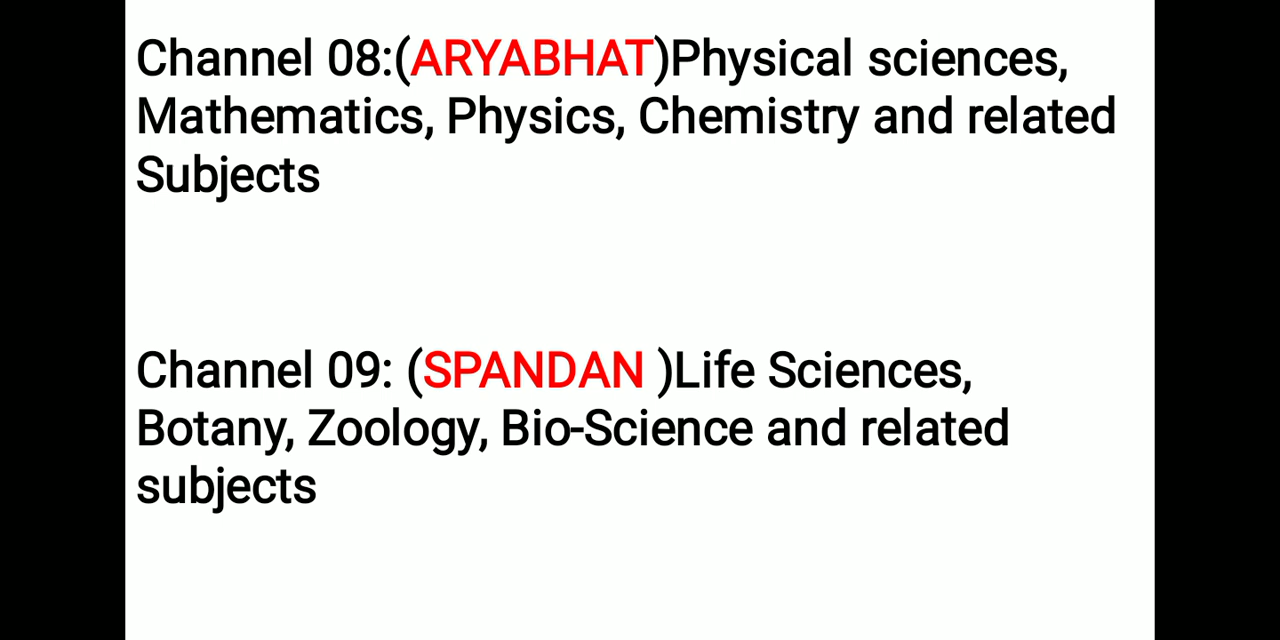 Channel 08:(ARYABHAT)Physical sciences,
Mathematics, Physics, Chemistry and related
Subjects
Channel 09: (SPANDAN )Life Sciences,
Botany, Zoology, Bio-Science and related
subjects